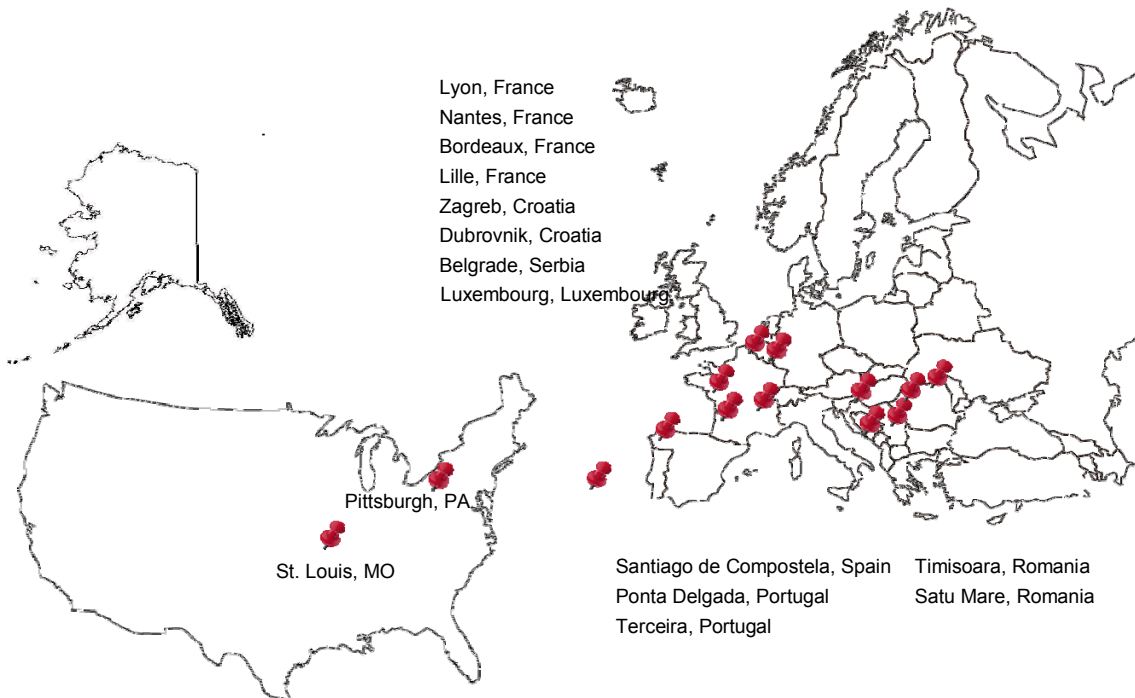 Lyon, France
Nantes, France
Bordeaux, France
Lille, France
Zagreb, Croatia
Dubrovnik, Croatia
Belgrade, Serbia
Luxembourg, Luxembourg
Pittsburgh, PA
St. Louis, MO
Santiago de Compostela, Spain
Ponta Delgada, Portugal
Terceira, Portugal
Timisoara, Romania
Satu Mare, Romania